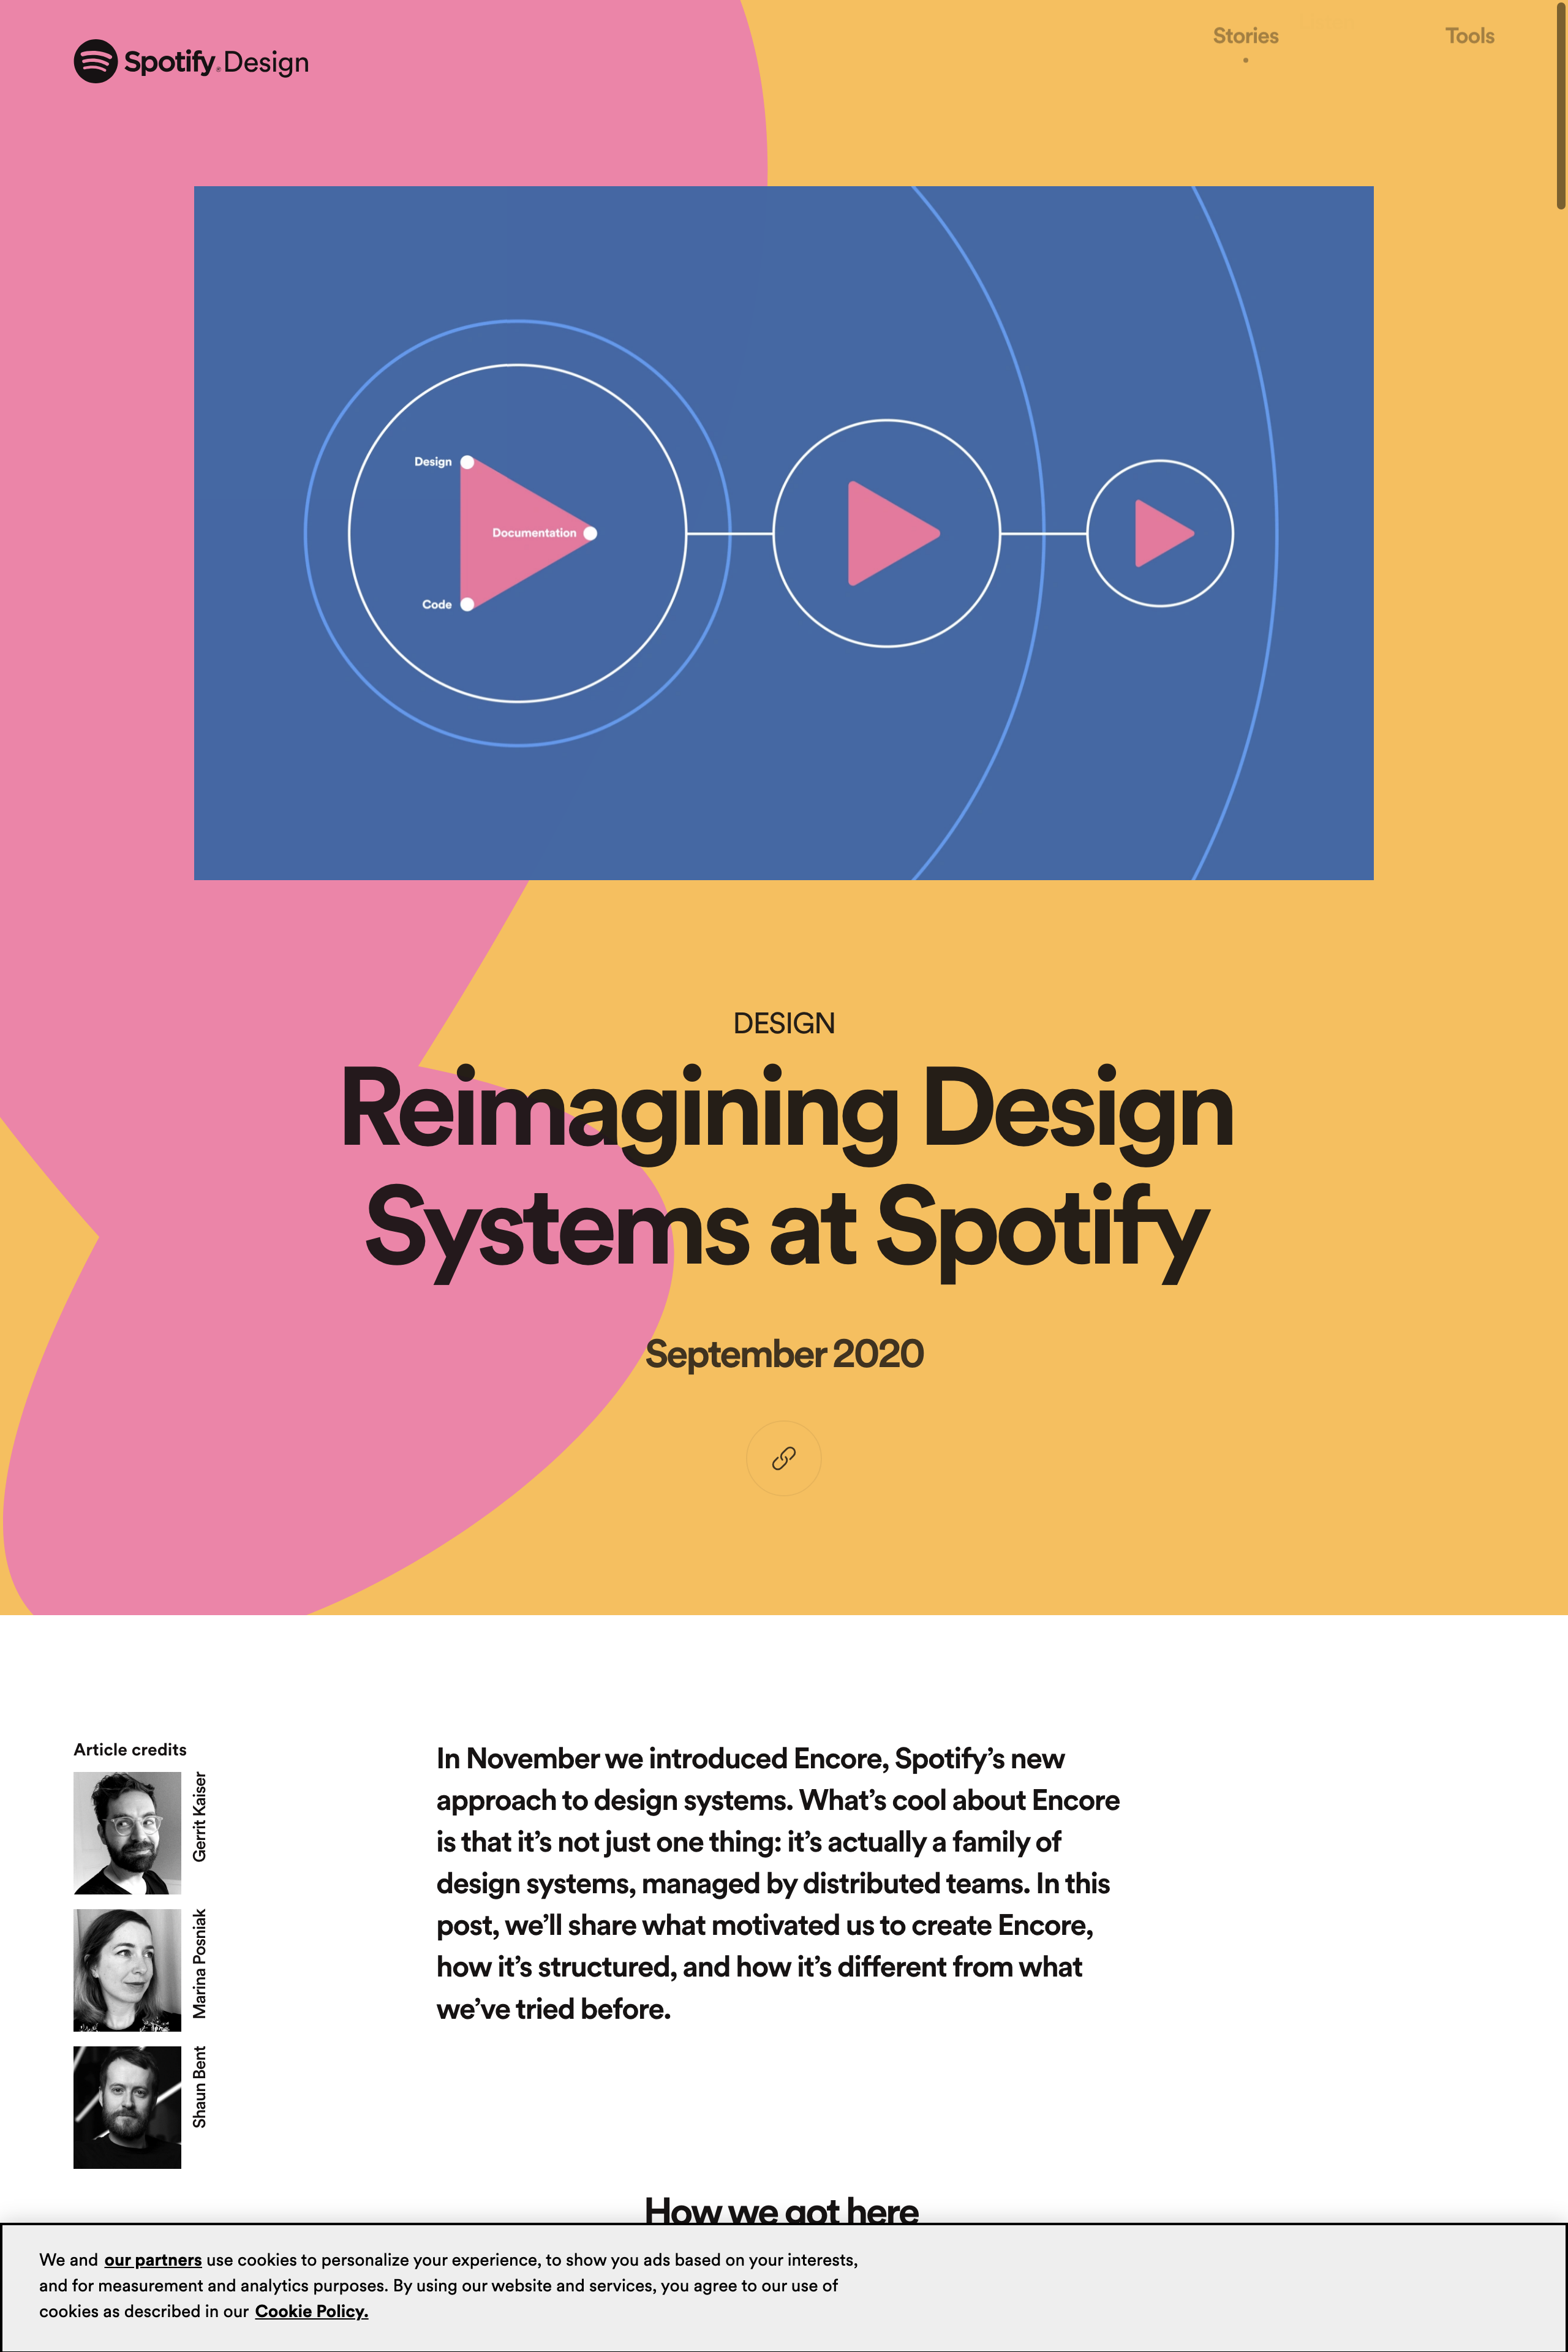 Spotify® Design
Stories
Tools
Design
Documentation
Code
DESIGN
Reimagining Design
Systems at Spotify
September 2020
Article credits
Gerrit Kaiser
Marina Posniak
Shaun Bent
In November we introduced Encore, Spotify’s new
approach to design systems. What’s cool about Encore
is that it’s not just one thing: it’s actually a family of
design systems, managed by distributed teams. In this
post, we’ll share what motivated us to create Encore,
how it’s structured, and how it’s different from what
we’ve tried before.
How we got here
We and our partners use cookies to personalize your experience, to show you ads based on your interests,
and for measurement and analytics purposes. By using our website and services, you agree to our use of
cookies as described in our Cookie Policy.